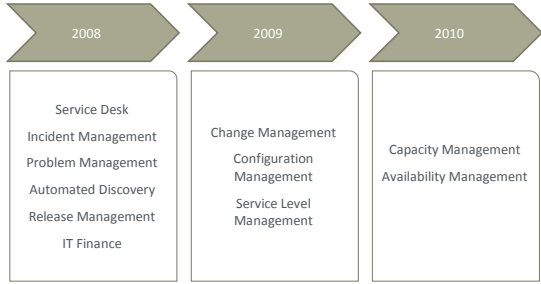 2008
2009
2010
Service Desk
Incident Management
Problem Management
Automated Discovery
Release Management
IT Finance
Change Management
Configuration
Management
Service Level
Management
Capacity Management
Availability Management